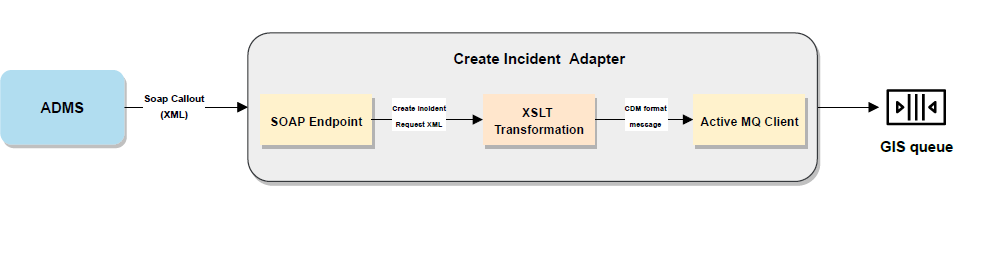 Create Incident  Adapter
ADMS
Soap Callout
(XML)
SOAP Endpoint
Create Incident
Request XML
XSLT
Transformation
CDM format
message
Active MQ Client
GIS queue